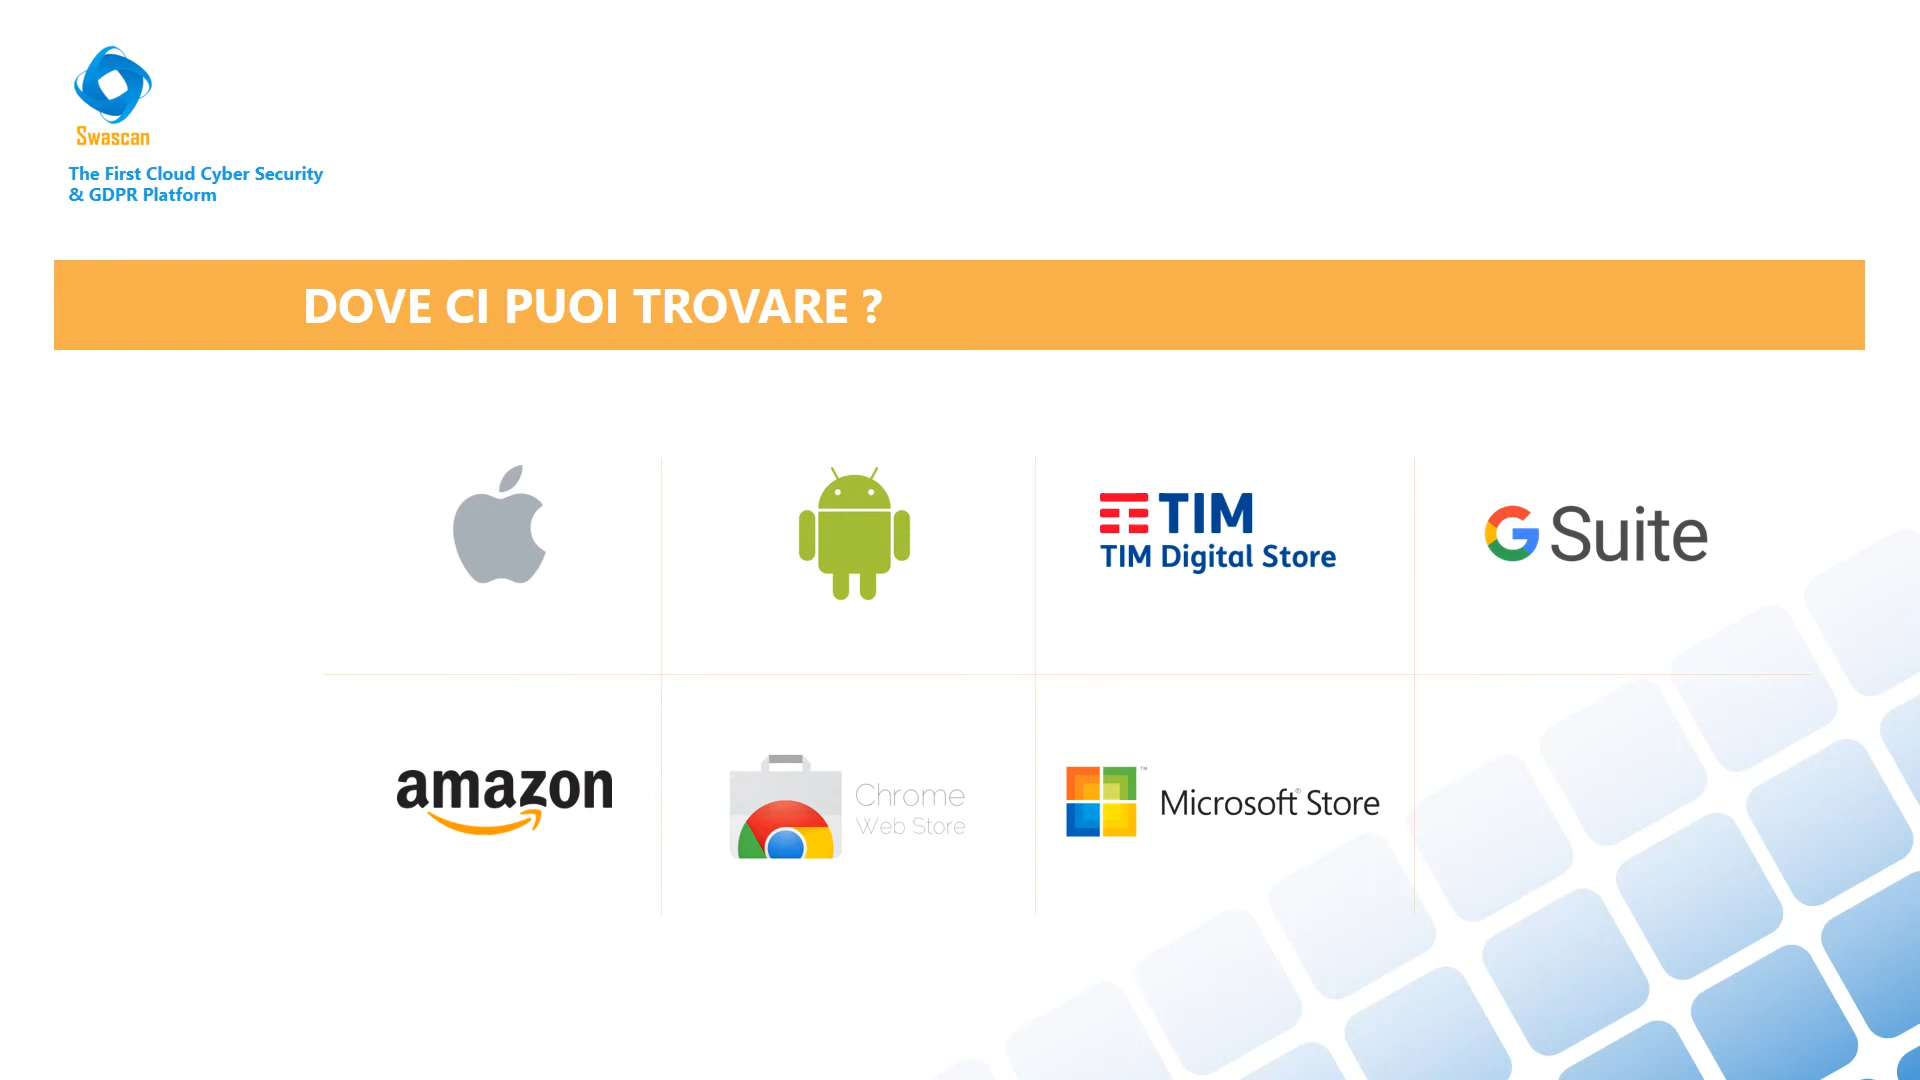 Swascan
The First Cloud Cyber Security
& GDPR Platform
DOVE CI PUOI TROVARE ?
TIM
TIM Digital Store
G Suite
amazon
Chrome
Web Store
Microsoft® Store
™